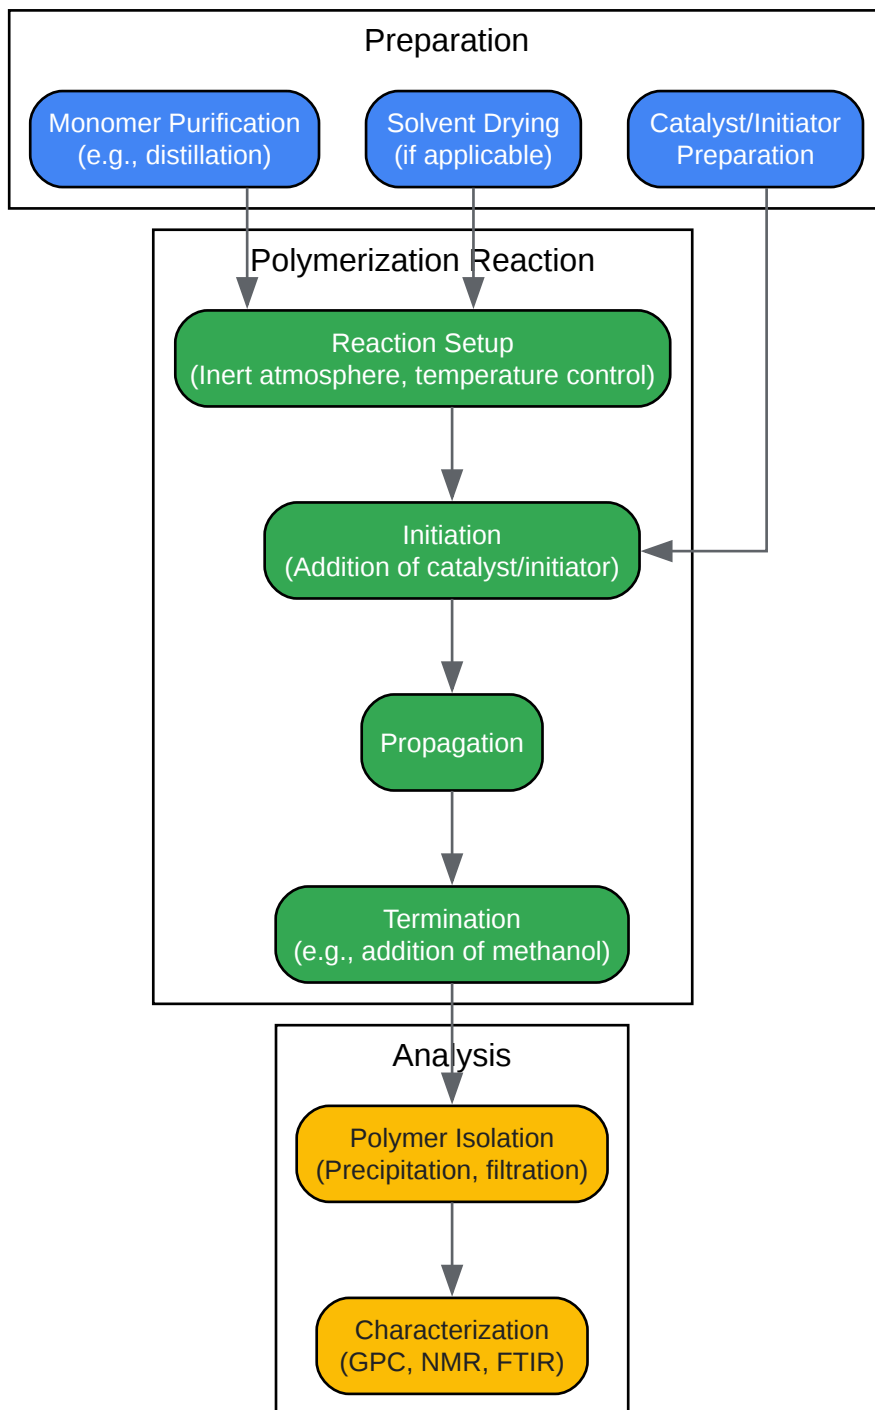 Preparation
Monomer Purification
(e.g., distillation)
Solvent Drying
(if applicable)
Catalyst/Initiator
Preparation
Polymerization Reaction
Reaction Setup
(Inert atmosphere, temperature control)
Initiation
(Addition of catalyst/initiator)
Propagation
Termination
(e.g., addition of methanol)
Analysis
Polymer Isolation
(Precipitation, filtration)
Characterization
(GPC, NMR, FTIR)